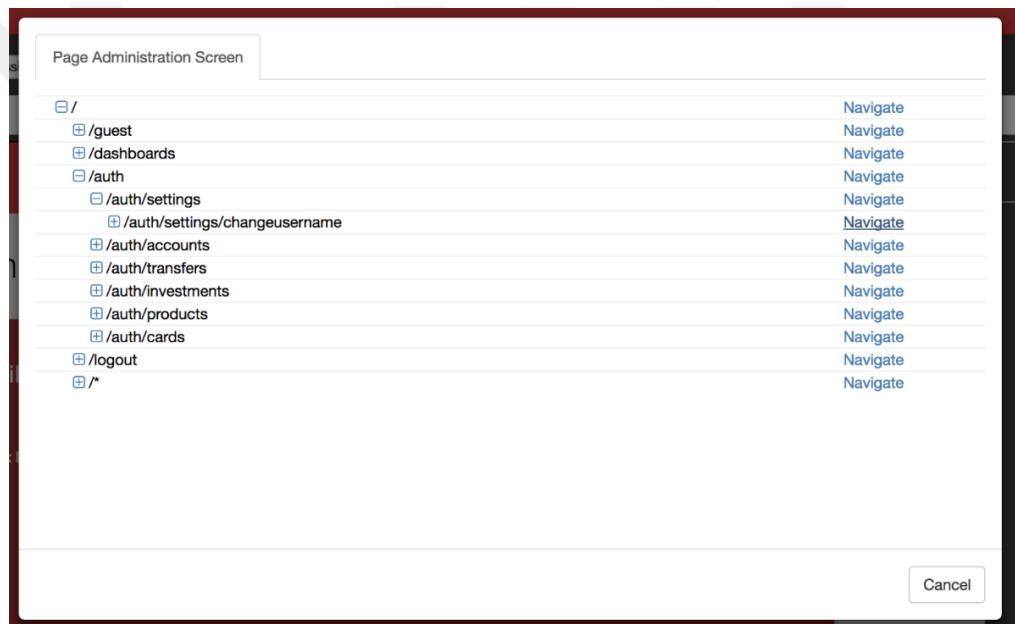 Page Administration Screen
/ Navigate
/guest Navigate
/dashboards Navigate
/auth Navigate
/auth/settings Navigate
/auth/settings/changeusername Navigate
/auth/accounts Navigate
/auth/transfers Navigate
/auth/investments Navigate
/auth/products Navigate
/auth/cards Navigate
/logout Navigate
/* Navigate
Cancel